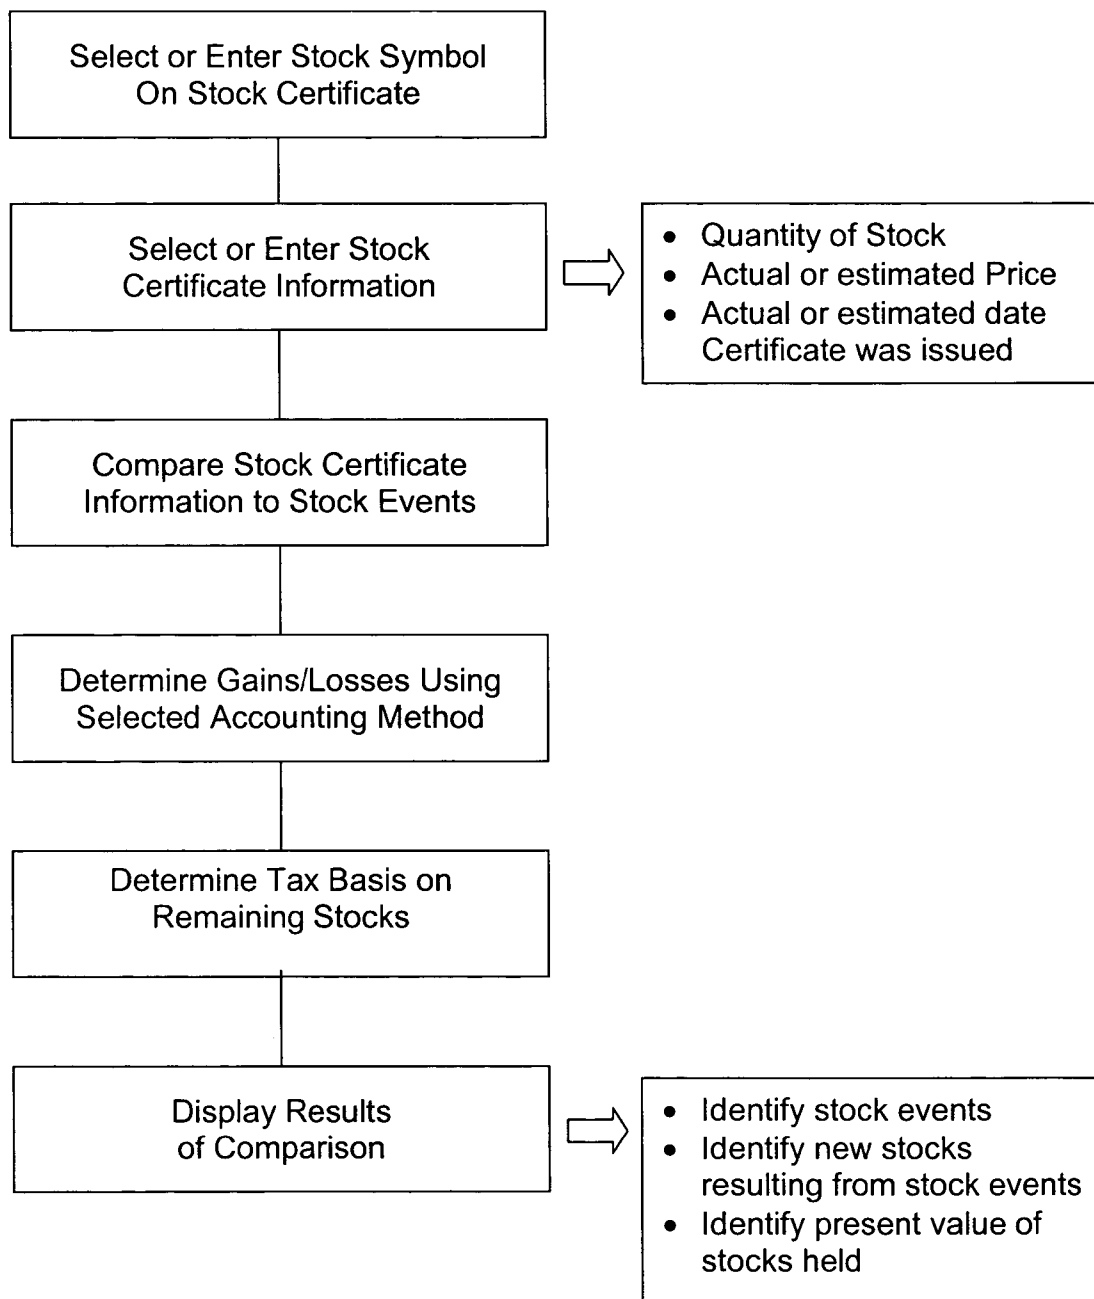 Select or Enter Stock Symbol
On Stock Certificate
Select or Enter Stock
Certificate Information
• Quantity of Stock
• Actual or estimated Price
• Actual or estimated date
Certificate was issued
Compare Stock Certificate
Information to Stock Events
Determine Gains/Losses Using
Selected Accounting Method
Determine Tax Basis on
Remaining Stocks
Display Results
of Comparison
• Identify stock events
• Identify new stocks
resulting from stock events
• Identify present value of
stocks held